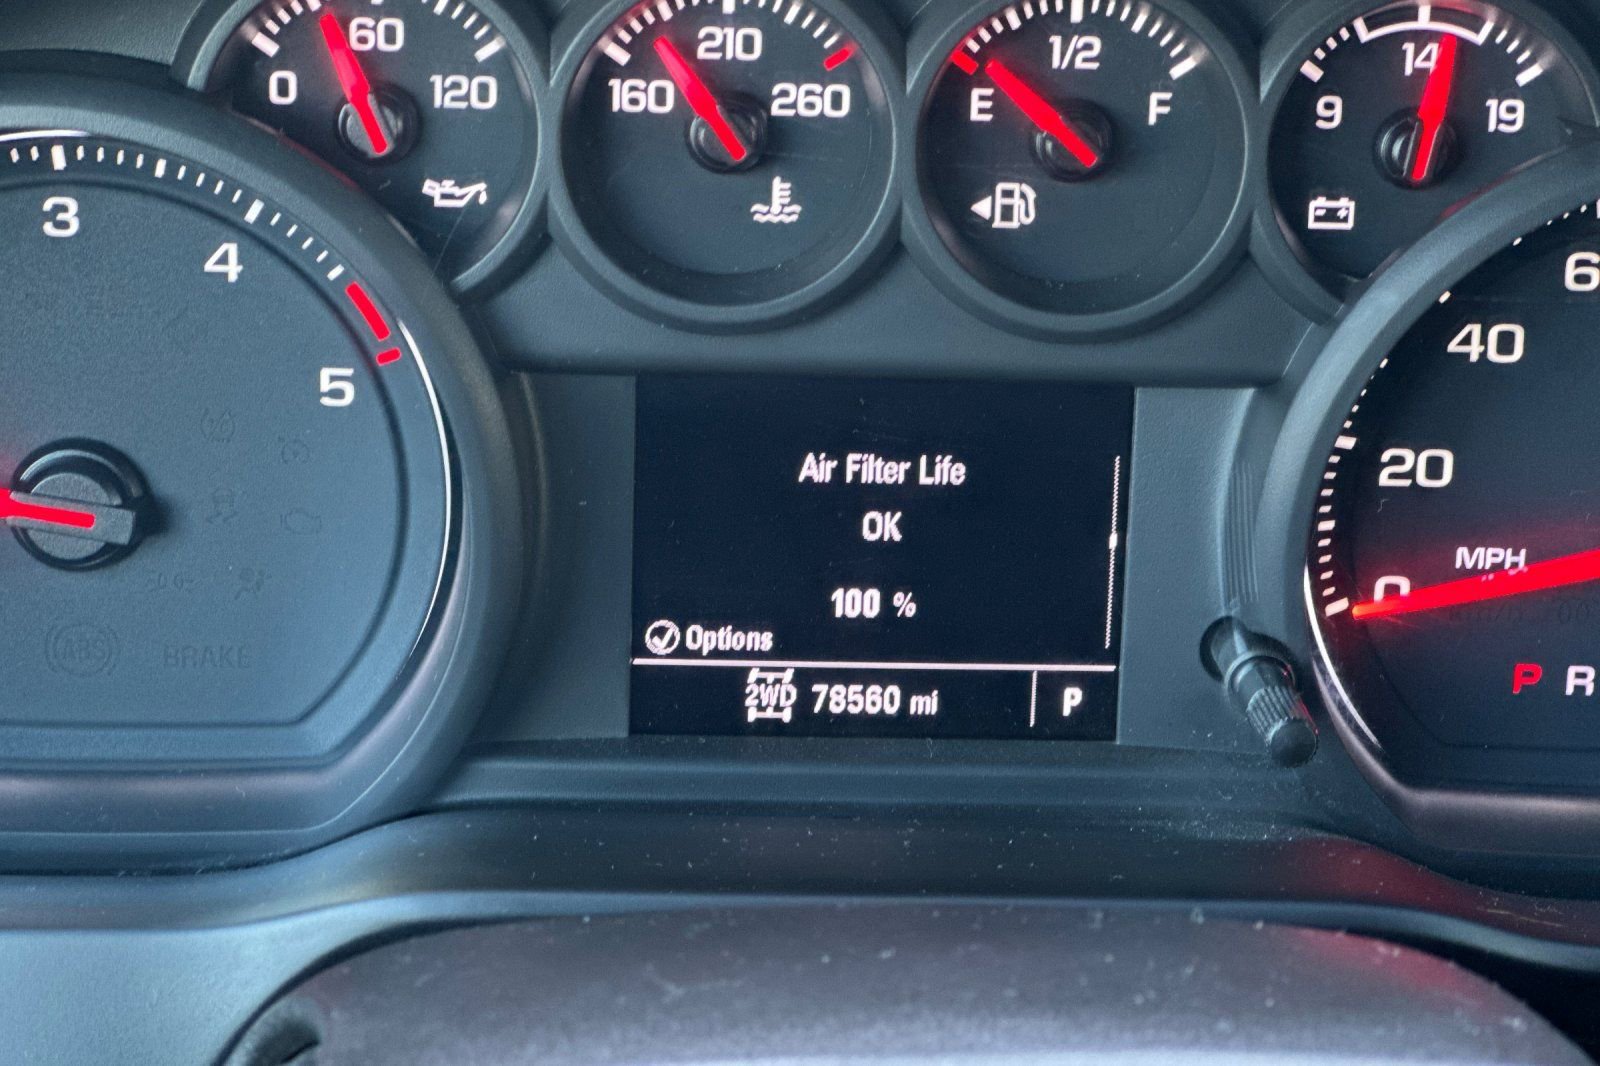 0 60 120
160 210 260
E 1/2 F
9 14 19
3
4
5
ABS
BRAKE
Air Filter Life
OK
100 %
Options
2WD 78560 mi P
40
20
0
MPH
P R